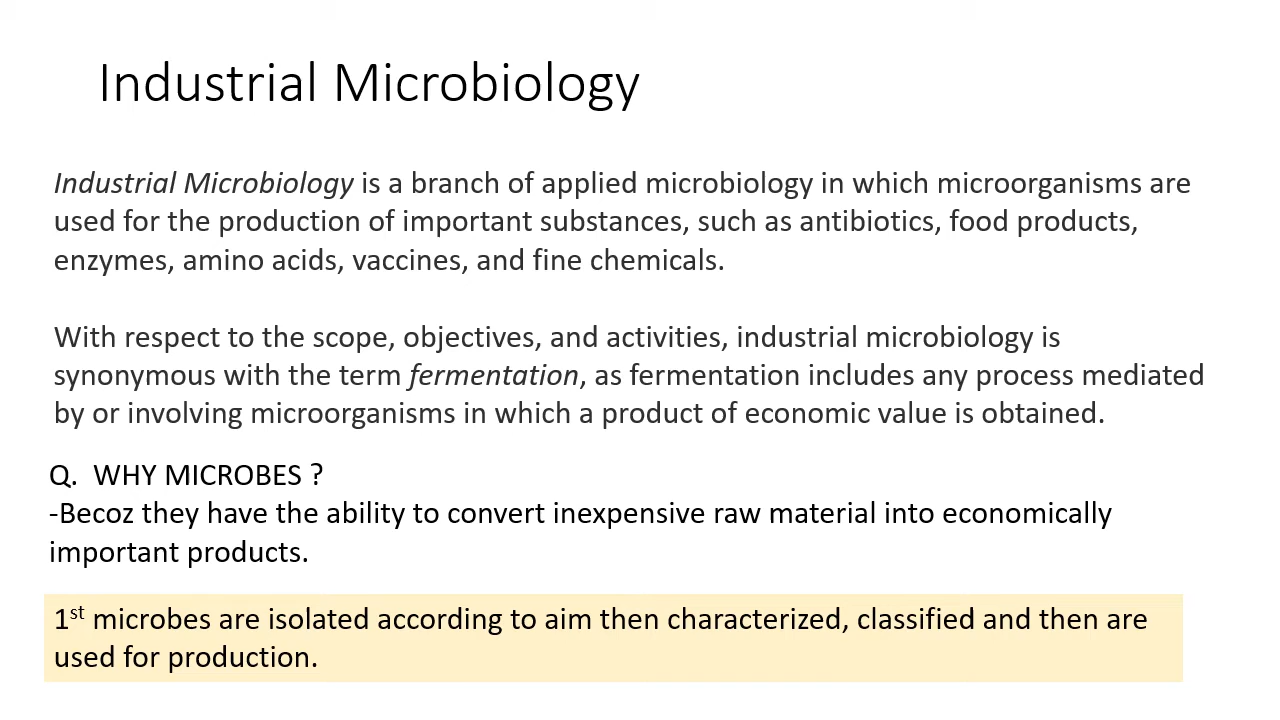 Industrial Microbiology
Industrial Microbiology is a branch of applied microbiology in which microorganisms are
used for the production of important substances, such as antibiotics, food products,
enzymes, amino acids, vaccines, and fine chemicals.
With respect to the scope, objectives, and activities, industrial microbiology is
synonymous with the term fermentation, as fermentation includes any process mediated
by or involving microorganisms in which a product of economic value is obtained.
Q.  WHY MICROBES ?
-Becoz they have the ability to convert inexpensive raw material into economically
important products.
1st microbes are isolated according to aim then characterized, classified and then are
used for production.